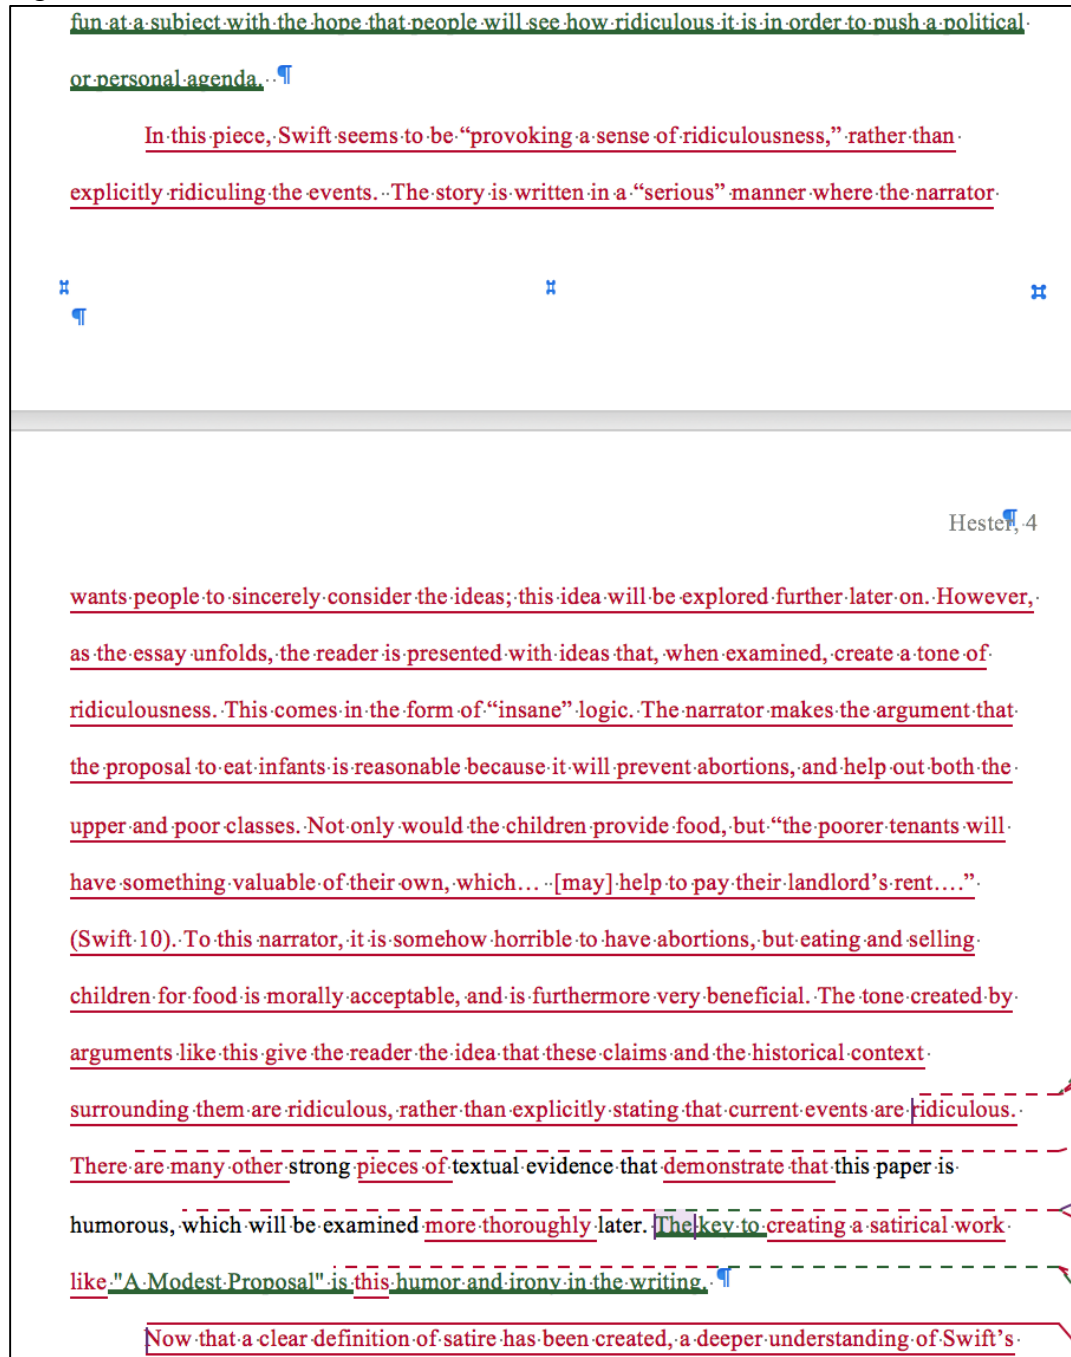 fun at a subject with the hope that people will see how ridiculous it is in order to push a political
or personal agenda. ¶
In this piece, Swift seems to be “provoking a sense of ridiculousness,” rather than
explicitly ridiculing the events. The story is written in a “serious” manner where the narrator
¶
Hester, 4 ¶
wants people to sincerely consider the ideas; this idea will be explored further later on. However,
as the essay unfolds, the reader is presented with ideas that, when examined, create a tone of
ridiculousness. This comes in the form of “insane” logic. The narrator makes the argument that
the proposal to eat infants is reasonable because it will prevent abortions, and help out both the
upper and poor classes. Not only would the children provide food, but “the poorer tenants will
have something valuable of their own, which… [may] help to pay their landlord’s rent….”
(Swift 10). To this narrator, it is somehow horrible to have abortions, but eating and selling
children for food is morally acceptable, and is furthermore very beneficial. The tone created by
arguments like this give the reader the idea that these claims and the historical context
surrounding them are ridiculous, rather than explicitly stating that current events are ridiculous.
There are many other strong pieces of textual evidence that demonstrate that this paper is
humorous, which will be examined more thoroughly later. The key to creating a satirical work
like "A Modest Proposal" is this humor and irony in the writing. ¶
Now that a clear definition of satire has been created, a deeper understanding of Swift’s